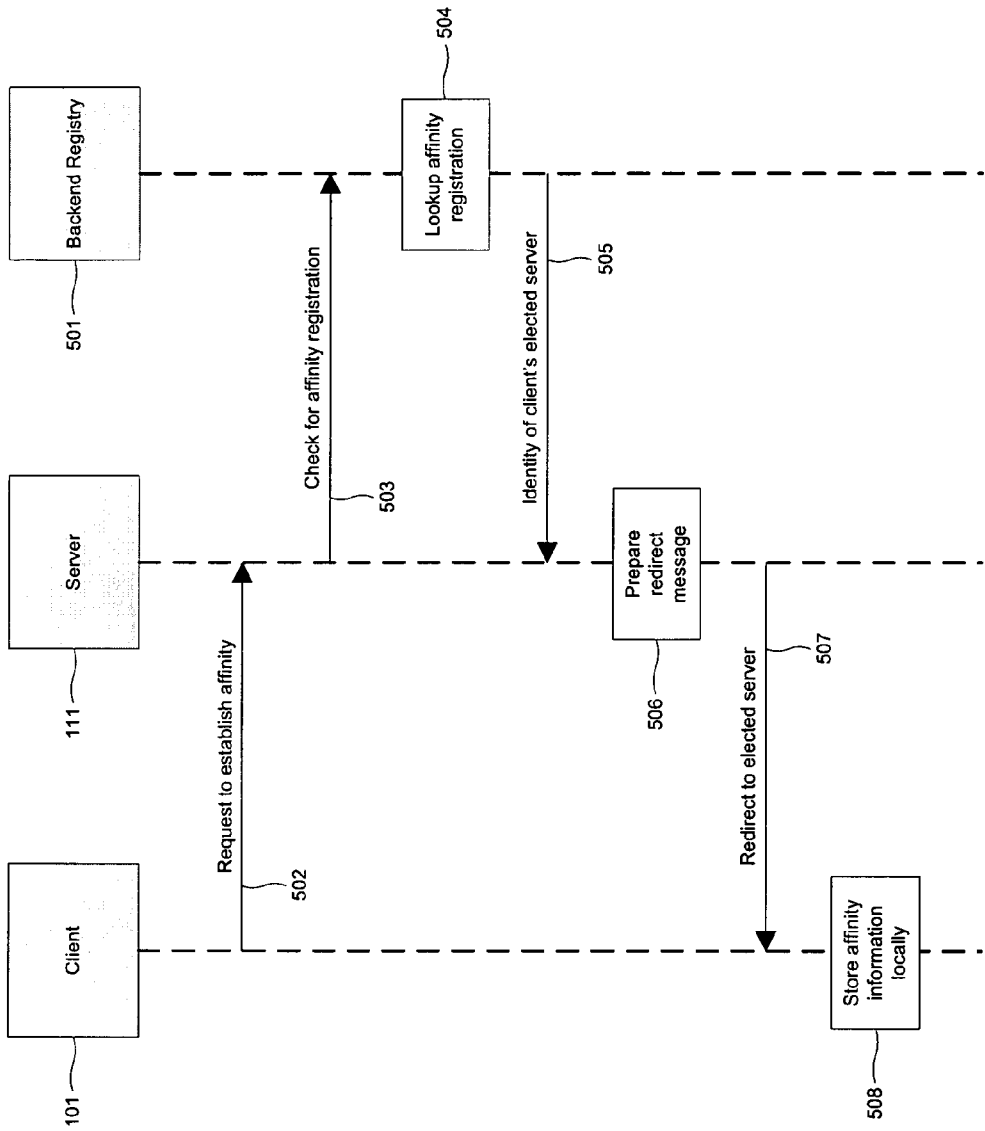 Client
101
Server
111
Backend Registry
501
Request to establish affinity
502
Check for affinity registration
503
Lookup affinity
registration
504
Identity of client's elected server
505
Prepare
redirect
message
506
Redirect to elected server
507
Store affinity
information
locally
508